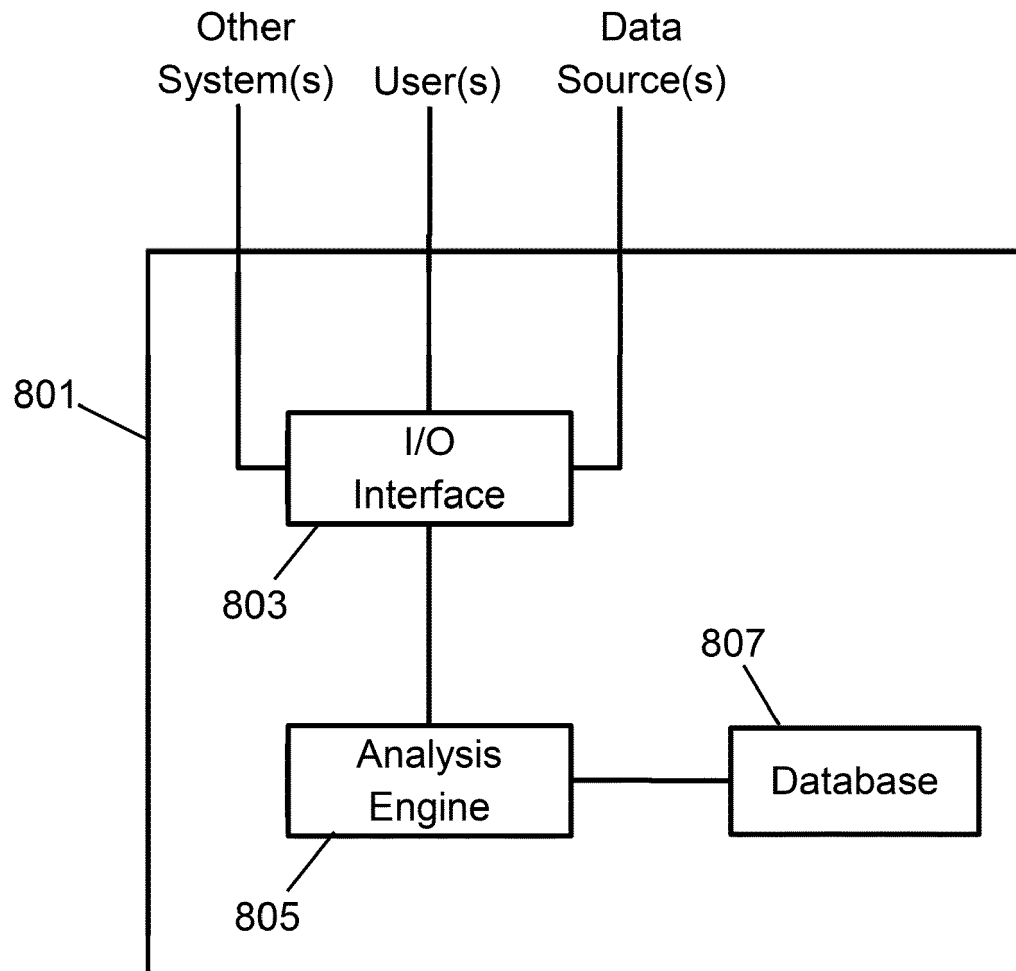 Other
System(s)
User(s)
Data
Source(s)
801
I/O
Interface
803
807
Analysis
Engine
Database
805